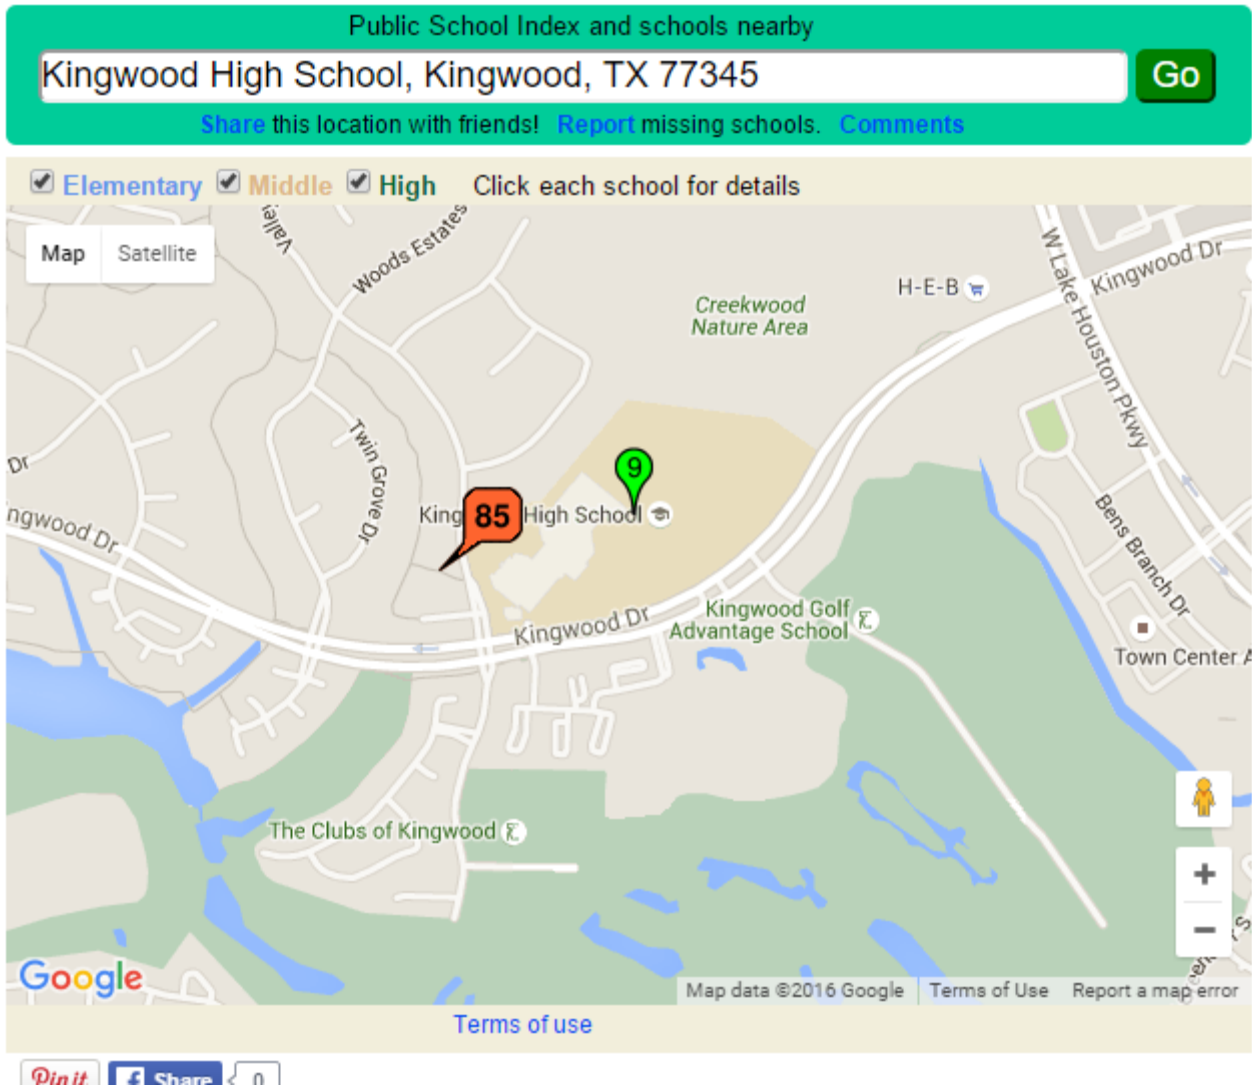 Public School Index and schools nearby
Kingwood High School, Kingwood, TX 77345
Go
Share this location with friends! Report missing schools. Comments
Elementary Middle High Click each school for details
Map Satellite
Valley
Woods Estates
W Lake Houston Pkwy
Kingwood Dr
H-E-B
Creekwood
Nature Area
Twin Grove Dr
Dr
9
85
King High School
ngwood Dr
Bens Branch Dr
Kingwood Dr
Kingwood Golf
Advantage School
Town Center A
The Clubs of Kingwood
+
−
Google
Map data ©2016 Google
Terms of Use
Report a map error
Terms of use
Pin it
f Share
0